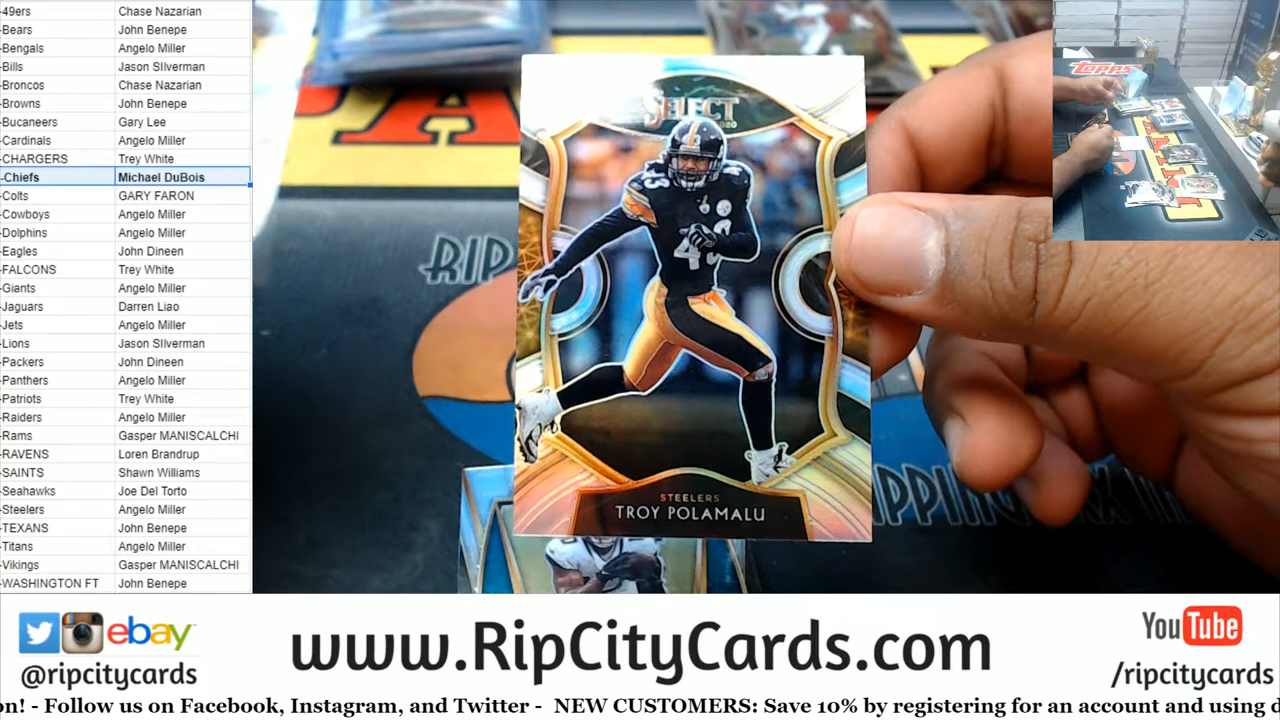 -49ers Chase Nazarian
-Bears John Benepe
-Bengals Angelo Miller
-Bills Jason SIlverman
-Broncos Chase Nazarian
-Browns John Benepe
-Bucaneers Gary Lee
-Cardinals Angelo Miller
-CHARGERS Trey White
-Chiefs Michael DuBois
-Colts GARY FARON
-Cowboys Angelo Miller
-Dolphins Angelo Miller
-Eagles John Dineen
-FALCONS Trey White
-Giants Angelo Miller
-Jaguars Darren Liao
-Jets Angelo Miller
-Lions Jason SIlverman
-Packers John Dineen
-Panthers Angelo Miller
-Patriots Trey White
-Raiders Angelo Miller
-Rams Gasper MANISCALCHI
-RAVENS Loren Brandrup
-SAINTS Shawn Williams
-Seahawks Joe Del Torto
-Steelers Angelo Miller
-TEXANS John Benepe
-Titans Angelo Miller
-Vikings Gasper MANISCALCHI
-WASHINGTON FT John Benepe
TOPPS
SELECT
2020
43
STEELERS
TROY POLAMALU
RIP
ebay
@ripcitycards
www.RipCityCards.com
YouTube
/ripcitycards
on! - Follow us on Facebook, Instagram, and Twitter - NEW CUSTOMERS: Save 10% by registering for an account and using d